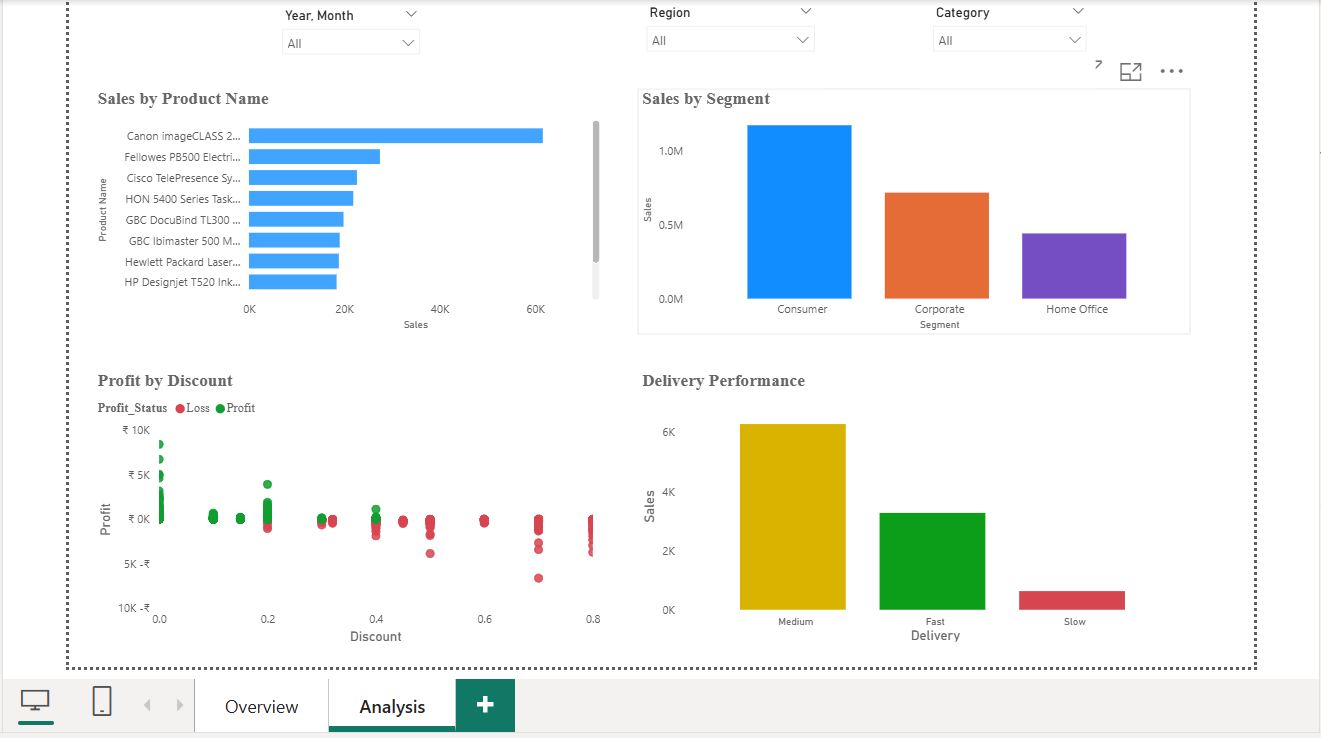 Year, Month
All
Region
All
Category
All
Sales by Product Name
Product Name
Canon imageCLASS 2...
Fellowes PB500 Electri...
Cisco TelePresence Sy...
HON 5400 Series Task...
GBC DocuBind TL300 ...
GBC Ibimaster 500 M...
Hewlett Packard Laser...
HP Designjet T520 Ink...
0K 20K 40K 60K
Sales
Sales by Segment
Sales
1.0M
0.5M
0.0M
Consumer Corporate Home Office
Segment
Profit by Discount
Profit_Status Loss Profit
Profit
₹ 10K
₹ 5K
₹ 0K
5K -₹
10K -₹
0.0 0.2 0.4 0.6 0.8
Discount
Delivery Performance
Sales
6K
4K
2K
0K
Medium Fast Slow
Delivery
Overview
Analysis